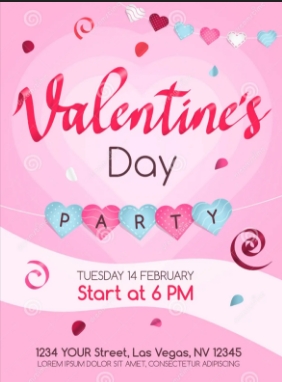 Valentine's
Day
PARTY
TUESDAY 14 FEBRUARY
Start at 6 PM
1234 YOUR Street, Las Vegas, NV 12345
LOREM IPSUM DOLOR SIT AMET, CONSECTETUR ADIPISCING